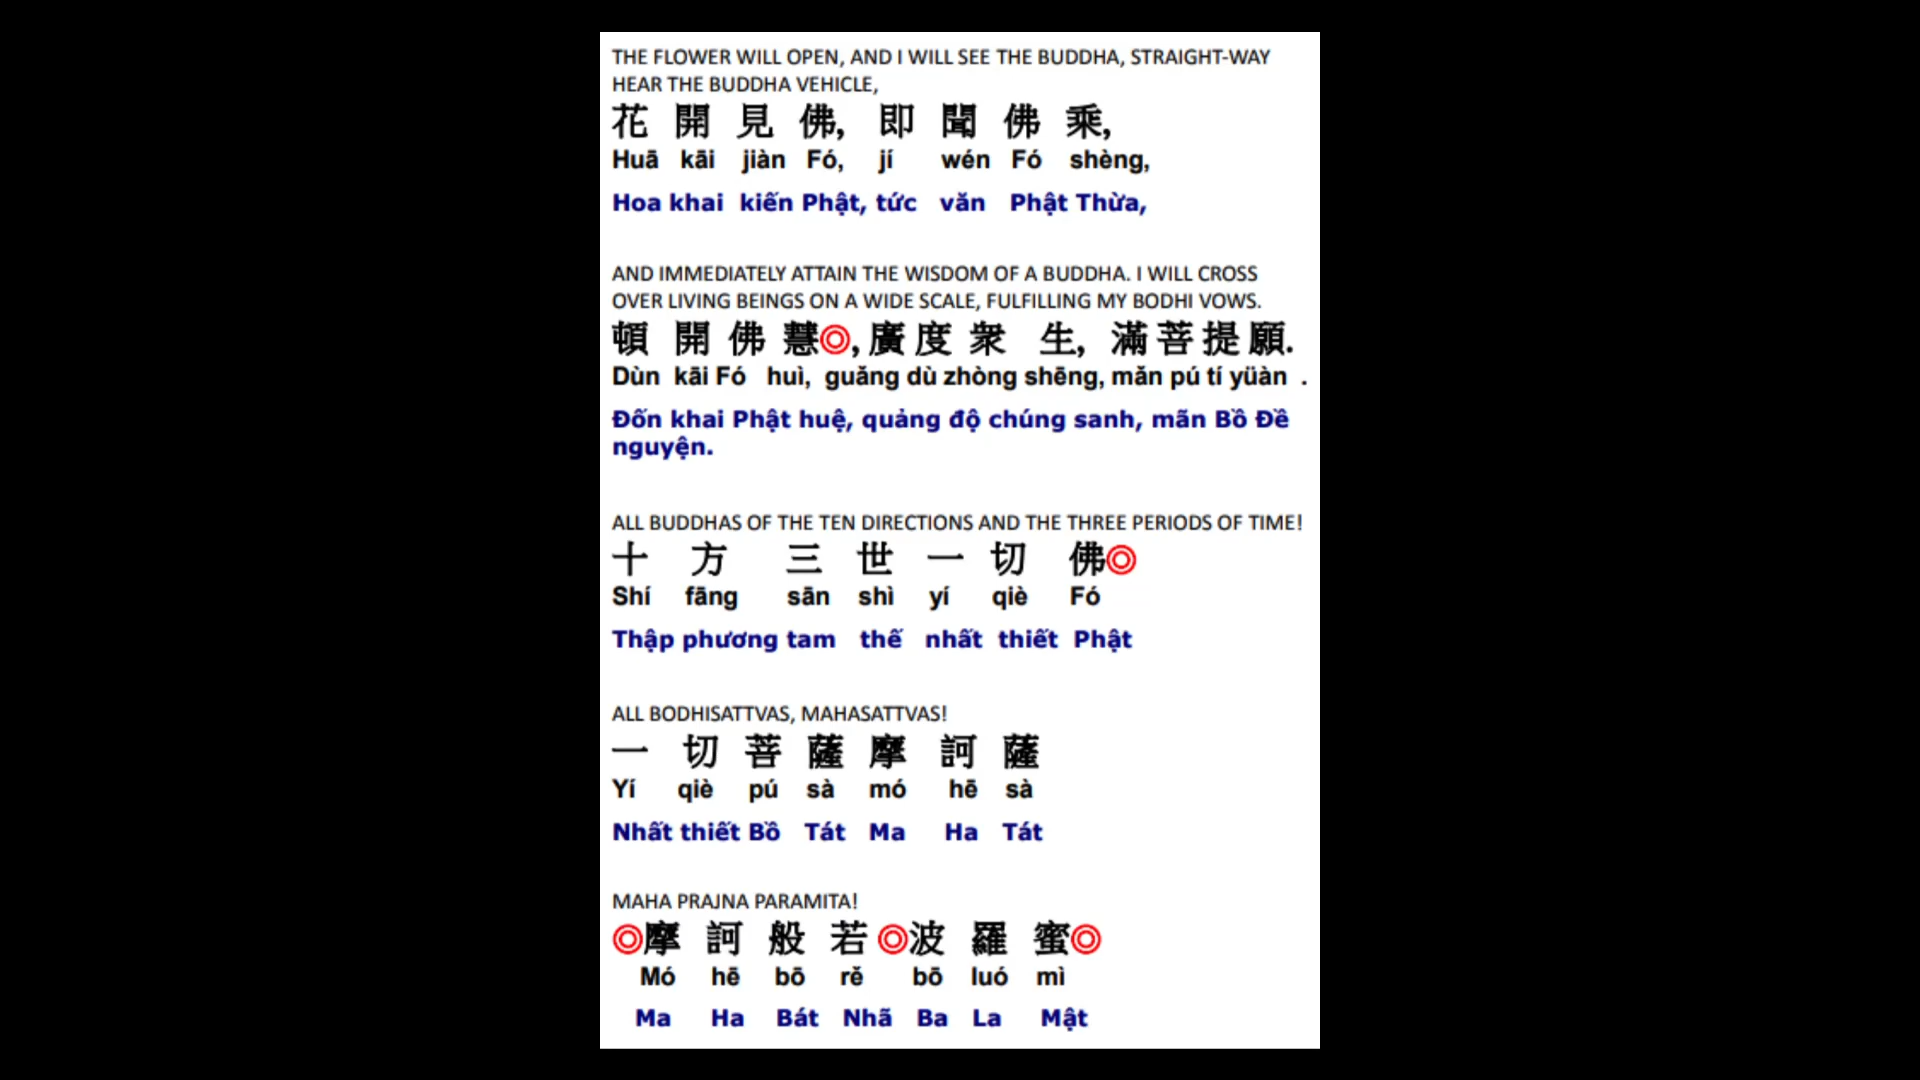 THE FLOWER WILL OPEN, AND I WILL SEE THE BUDDHA, STRAIGHT-WAY
HEAR THE BUDDHA VEHICLE,
花 開 見 佛, 即 聞 佛 乘,
Huā kāi jiàn Fó, jí wén Fó shèng,
Hoa khai kiến Phật, tức văn Phật Thừa,
AND IMMEDIATELY ATTAIN THE WISDOM OF A BUDDHA. I WILL CROSS
OVER LIVING BEINGS ON A WIDE SCALE, FULFILLING MY BODHI VOWS.
頓 開 佛 慧◎, 廣 度 衆 生, 滿 菩 提 願.
Dùn kāi Fó huì, guǎng dù zhòng shēng, mǎn pú tí yüàn .
Đốn khai Phật huệ, quảng độ chúng sanh, mãn Bồ Đề
nguyện.
ALL BUDDHAS OF THE TEN DIRECTIONS AND THE THREE PERIODS OF TIME!
十 方 三 世 一 切 佛◎
Shí fāng sān shì yí qiè Fó
Thập phương tam thế nhất thiết Phật
ALL BODHISATTVAS, MAHASATTVAS!
一 切 菩 薩 摩 訶 薩
Yí qiè pú sà mó hē sà
Nhất thiết Bồ Tát Ma Ha Tát
MAHA PRAJNA PARAMITA!
◎摩 訶 般 若 ◎波 羅 蜜◎
Mó hē bō rě bō luó mì
Ma Ha Bát Nhã Ba La Mật